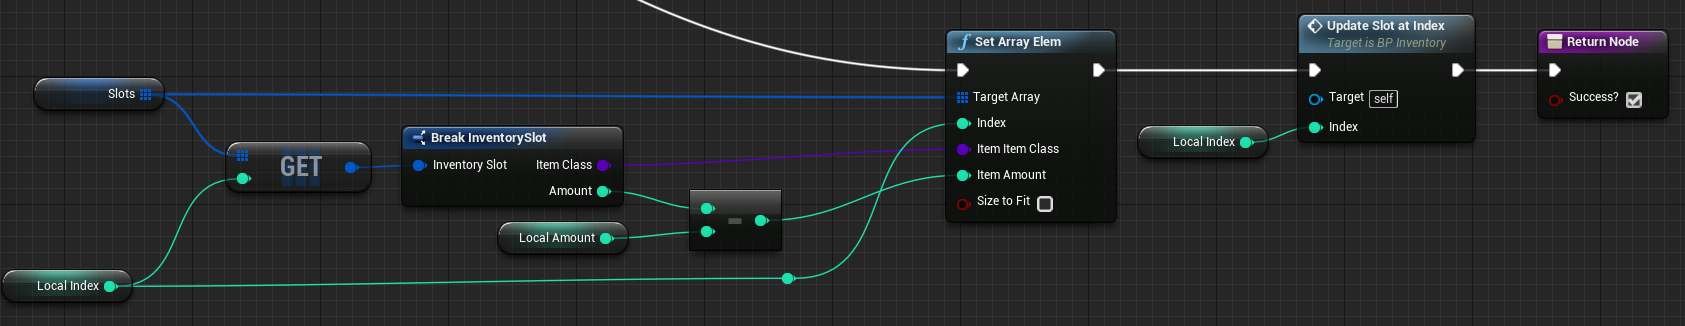 Slots
Local Index
GET
Break InventorySlot
Inventory Slot
Item Class
Amount
Local Amount
-
f Set Array Elem
Target Array
Index
Item Item Class
Item Amount
Size to Fit
Update Slot at Index
Target is BP Inventory
Target self
Index
Local Index
Return Node
Success?